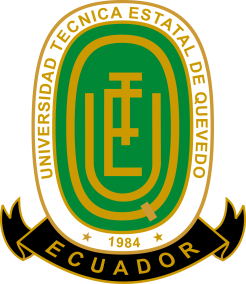 UNIVERSIDAD TECNICA ESTATAL DE QUEVEDO
1984
ECUADOR